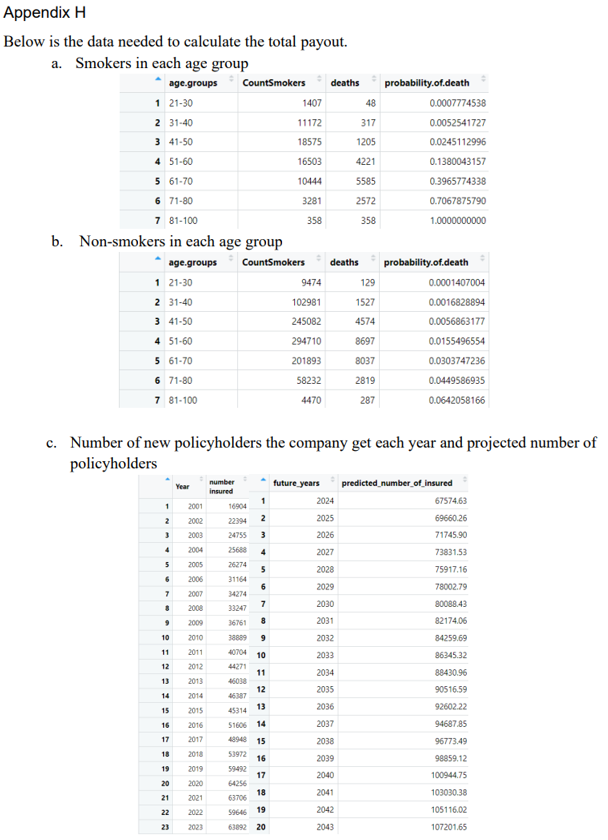 Appendix H
Below is the data needed to calculate the total payout.
a. Smokers in each age group
age.groups CountSmokers deaths probability.of.death
1 21-30 1407 48 0.0007774538
2 31-40 11172 317 0.0052541727
3 41-50 18575 1205 0.0245112996
4 51-60 16503 4221 0.1380043157
5 61-70 10444 5585 0.3965774338
6 71-80 3281 2572 0.7067875790
7 81-100 358 358 1.0000000000
b. Non-smokers in each age group
age.groups CountSmokers deaths probability.of.death
1 21-30 9474 129 0.0001407004
2 31-40 102981 1527 0.0016828894
3 41-50 245082 4574 0.0056863177
4 51-60 294710 8697 0.0155496554
5 61-70 201893 8037 0.0303747236
6 71-80 58232 2819 0.0449586935
7 81-100 4470 287 0.0642058166
c. Number of new policyholders the company get each year and projected number of
policyholders
Year number insured
1 2001 16904
2 2002 22394
3 2003 24755
4 2004 25688
5 2005 26274
6 2006 31164
7 2007 34274
8 2008 33247
9 2009 36761
10 2010 38889
11 2011 40704
12 2012 44271
13 2013 46038
14 2014 46387
15 2015 45314
16 2016 51606
17 2017 48948
18 2018 53972
19 2019 59492
20 2020 64256
21 2021 63706
22 2022 59646
23 2023 63892
future_years predicted_number_of_insured
1 2024 67574.63
2 2025 69660.26
3 2026 71745.90
4 2027 73831.53
5 2028 75917.16
6 2029 78002.79
7 2030 80088.43
8 2031 82174.06
9 2032 84259.69
10 2033 86345.32
11 2034 88430.96
12 2035 90516.59
13 2036 92602.22
14 2037 94687.85
15 2038 96773.49
16 2039 98859.12
17 2040 100944.75
18 2041 103030.38
19 2042 105116.02
20 2043 107201.65